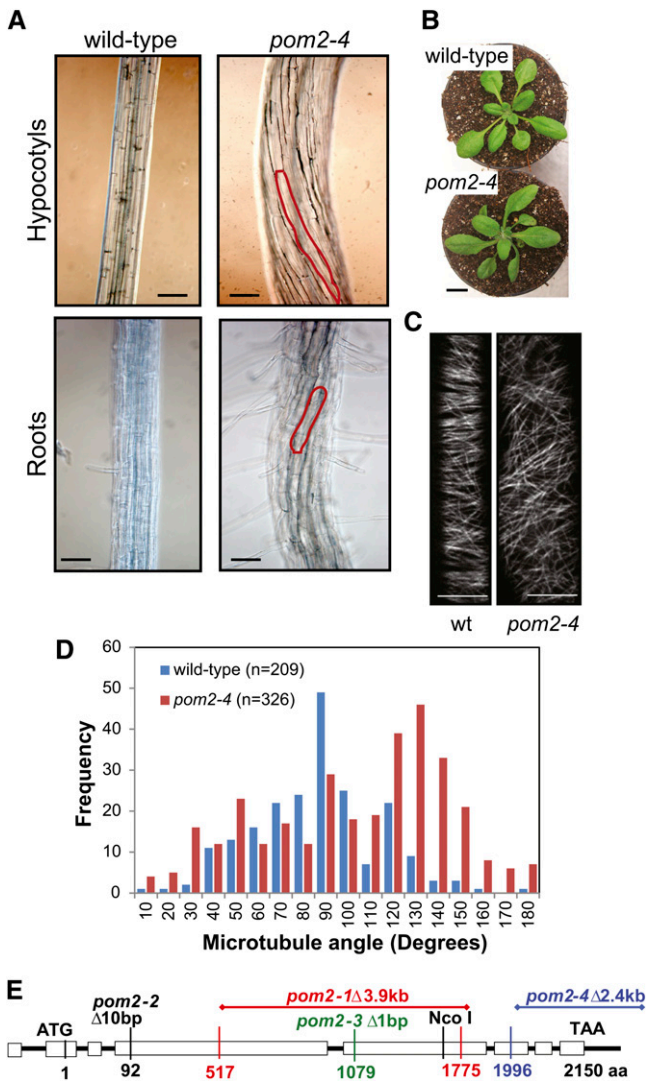 A
wild-type
pom2-4
Hypocotyls
Roots
B
wild-type
pom2-4
C
wt
pom2-4
D
wild-type (n=209)
pom2-4 (n=326)
Frequency
60
50
40
30
20
10
0
10 20 30 40 50 60 70 80 90 100 110 120 130 140 150 160 170 180
Microtubule angle (Degrees)
E
pom2-2
Δ10bp
pom2-1Δ3.9kb
pom2-4Δ2.4kb
pom2-3 Δ1bp
Nco I
ATG
TAA
1 92 517 1079 1775 1996 2150 aa